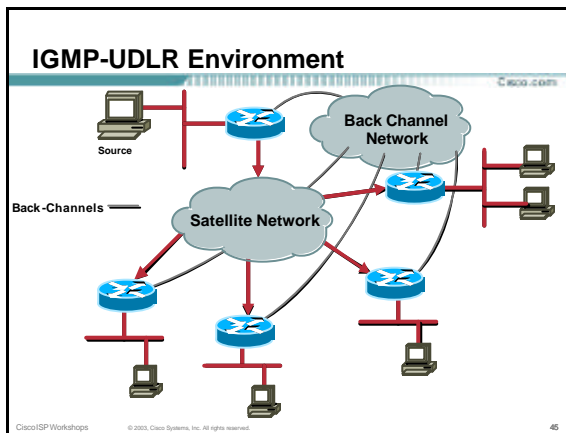 IGMP-UDLR Environment
Cisco.com
Source
Back Channel
Network
Back-Channels
Satellite Network
Cisco ISP Workshops
© 2003, Cisco Systems, Inc. All rights reserved.
45